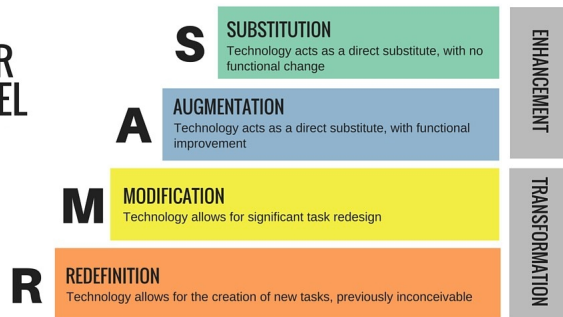 R
EL
S
SUBSTITUTION
Technology acts as a direct substitute, with no
functional change
A
AUGMENTATION
Technology acts as a direct substitute, with functional
improvement
ENHANCEMENT
M
MODIFICATION
Technology allows for significant task redesign
R
REDEFINITION
Technology allows for the creation of new tasks, previously inconceivable
TRANSFORMATION